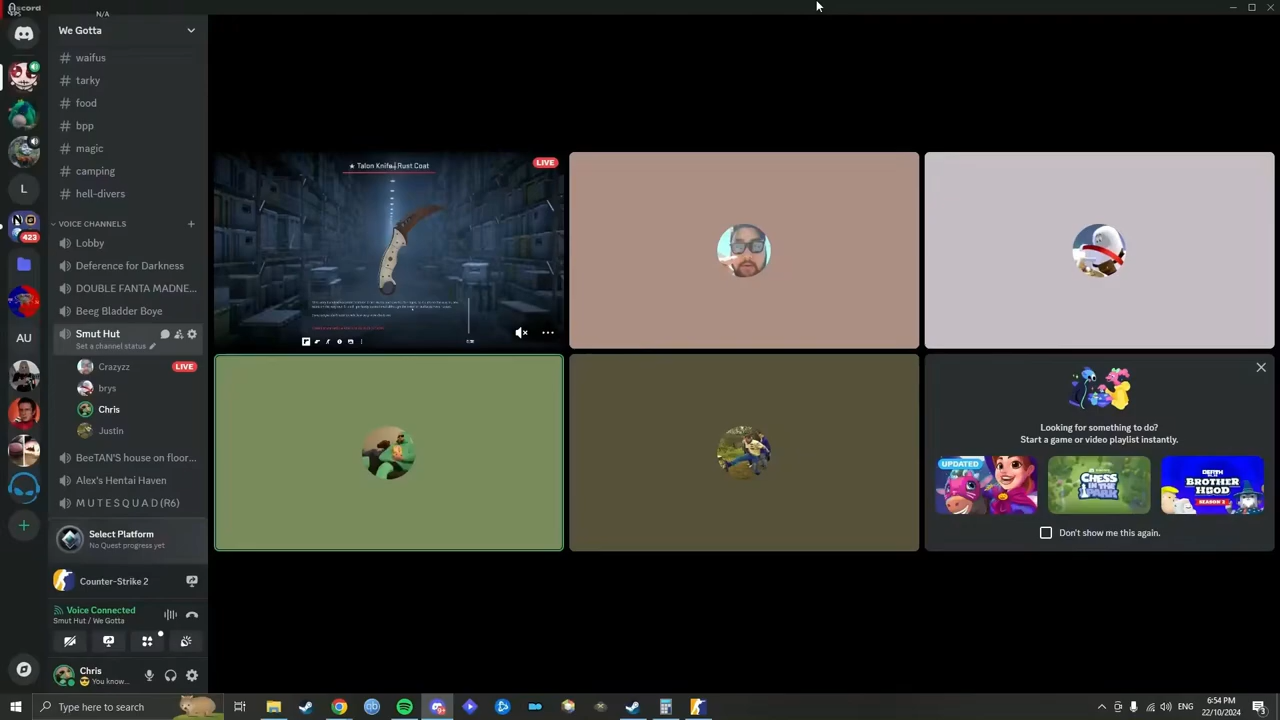 Discord
N/A
We Gotta
waifus
tarky
food
bpp
magic
camping
hell-divers
VOICE CHANNELS
Lobby
Deference for Darkness
DOUBLE FANTA MADNE...
Beeg Bladder Boye
Smut Hut
Set a channel status
Crazyzz
LIVE
brys
Chris
Justin
BeeTAN'S house on floor...
Alex's Hentai Haven
M U T E S Q U A D (R6)
Select Platform
No Quest progress yet
Counter-Strike 2
Voice Connected
Smut Hut / We Gotta
Chris
You know...
L
423
AU
★ Talon Knife | Rust Coat
LIVE
Looking for something to do?
Start a game or video playlist instantly.
UPDATED
CHESS IN THE PARK
DEATH
BROTHER HOOD
SEASON 3
Don't show me this again.
Type here to search
ENG
6:54 PM
22/10/2024